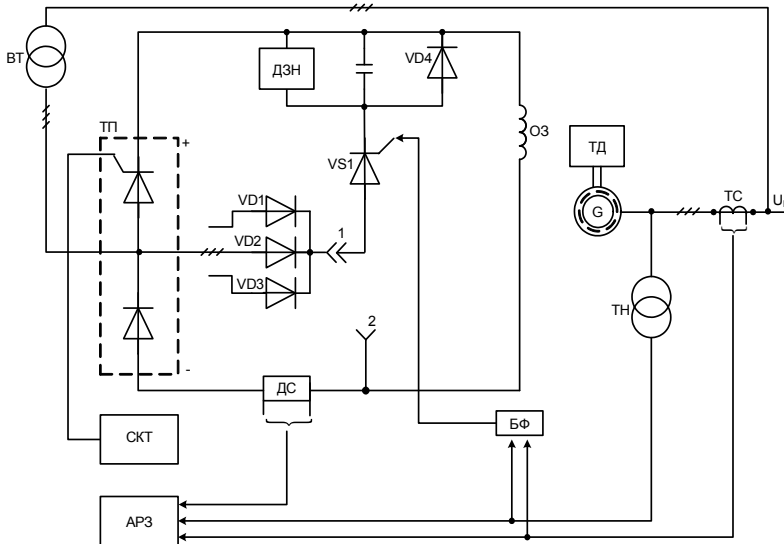 ВТ
ДЗН
VD4
ТП
+
VS1
ОЗ
ТД
VD1
ТС
G
VD2
1
VD3
ТН
2
-
ДС
СКТ
БФ
АРЗ